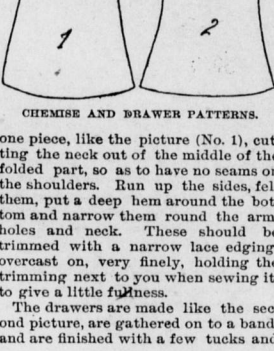 1 2
CHEMISE AND DRAWER PATTERNS.
one piece, like the picture (No. 1), cut
ting the neck out of the middle of the
folded part, so as to have no seams on
the shoulders. Run up the sides, fel
them, put a deep hem around the bot
tom and narrow them round the arm
holes and neck. These should be
trimmed with a narrow lace edging
overcast on, very finely, holding the
trimming next to you when sewing it
to give a little fullness.
The drawers are made like the sec
ond picture, are gathered on to a band
and are finished with a few tucks and